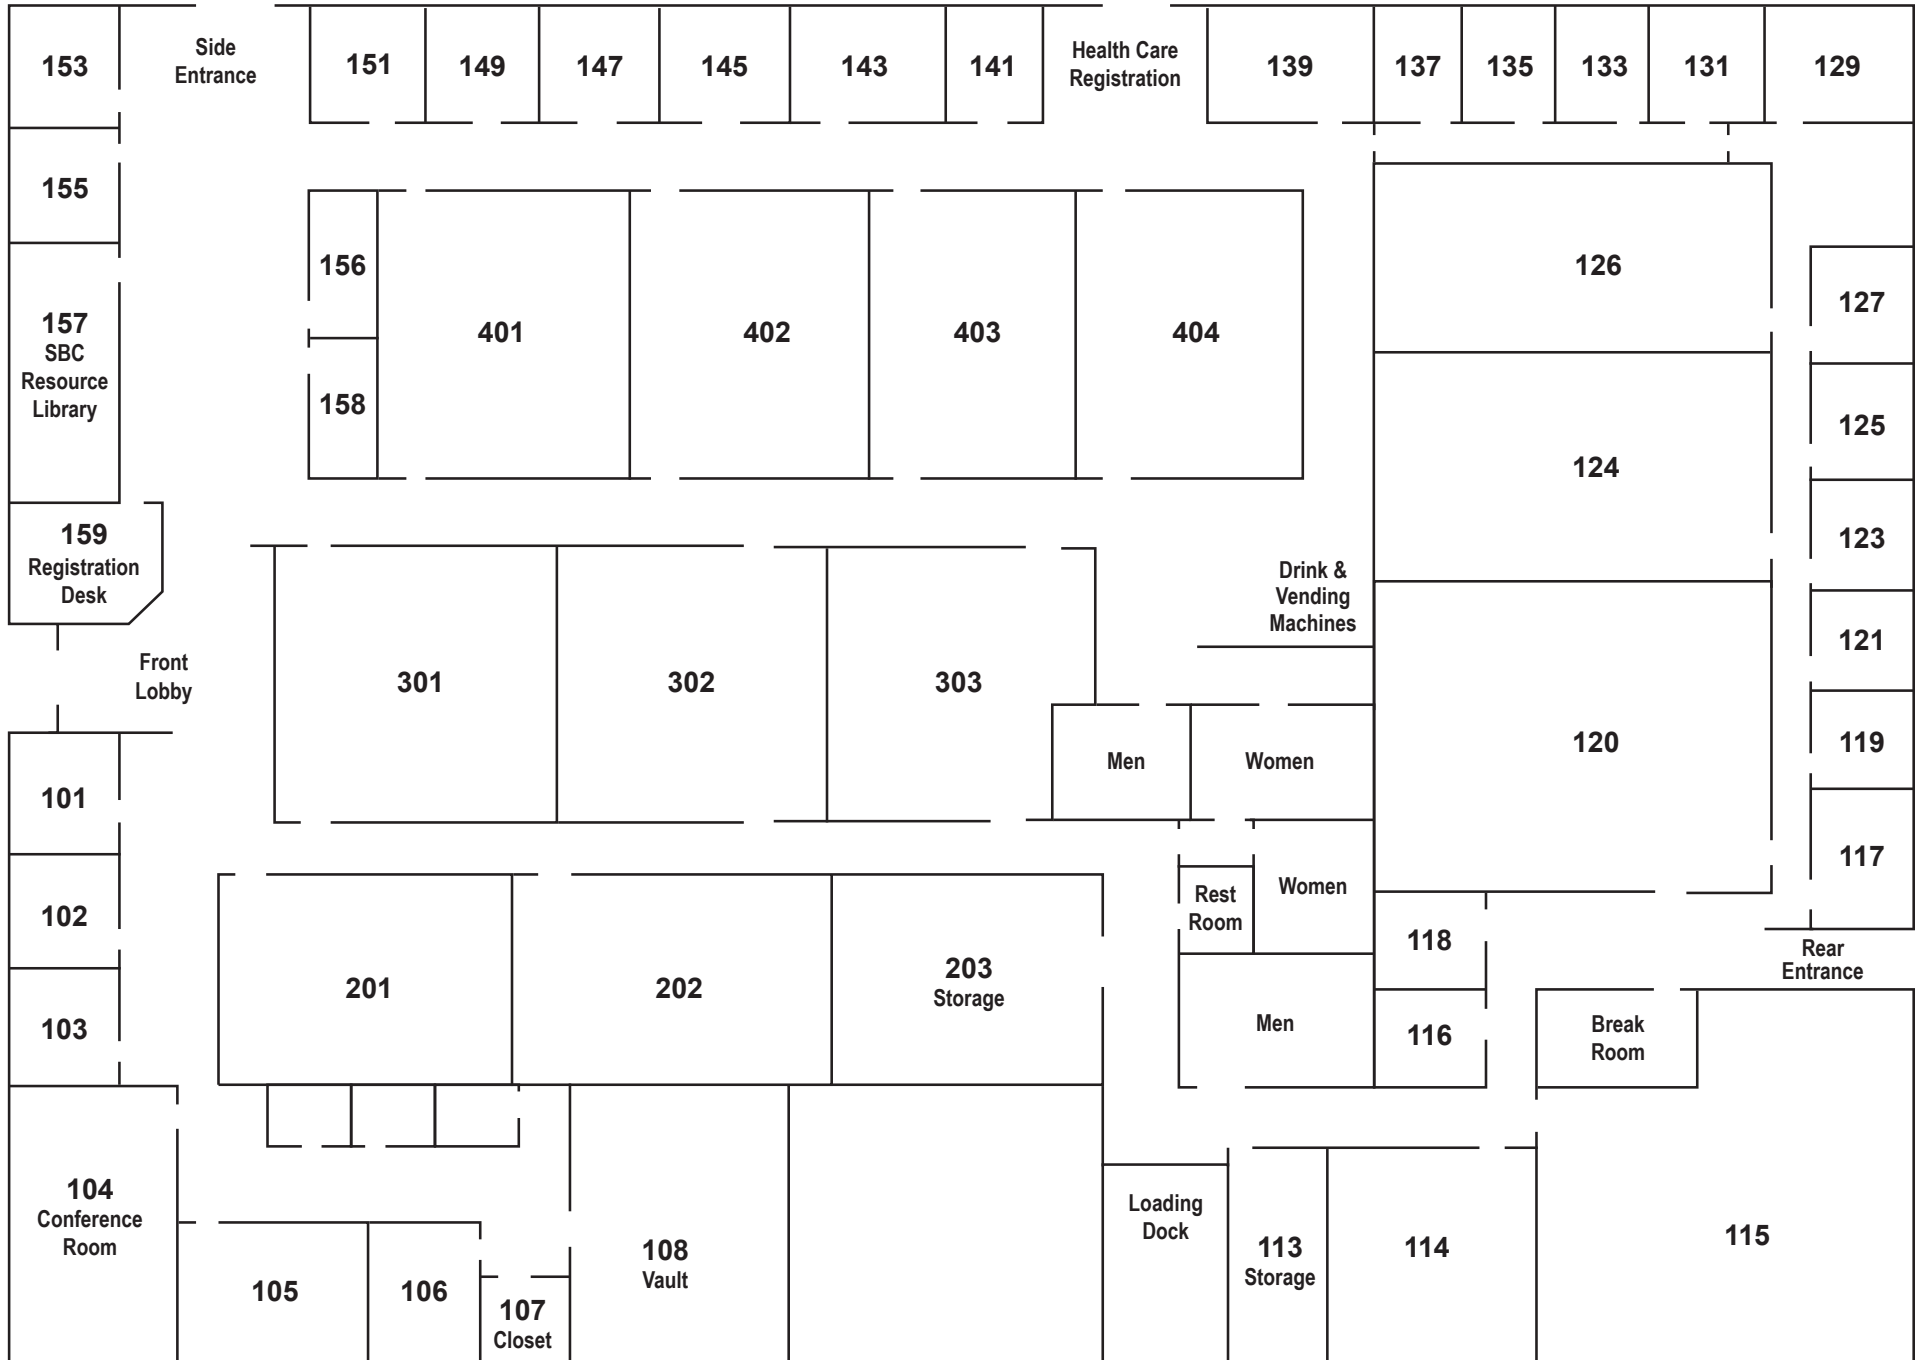 153
Side
Entrance
151
149
147
145
143
141
Health Care
Registration
139
137
135
133
131
129
155
156
401
402
403
404
126
127
157
SBC
Resource
Library
158
124
125
123
159
Registration
Desk
Drink &
Vending
Machines
121
Front
Lobby
301
302
303
120
119
Men
Women
101
117
102
Rest
Room
Women
118
Rear
Entrance
201
202
203
Storage
103
Men
116
Break
Room
104
Conference
Room
Loading
Dock
105
106
107
Closet
108
Vault
113
Storage
114
115